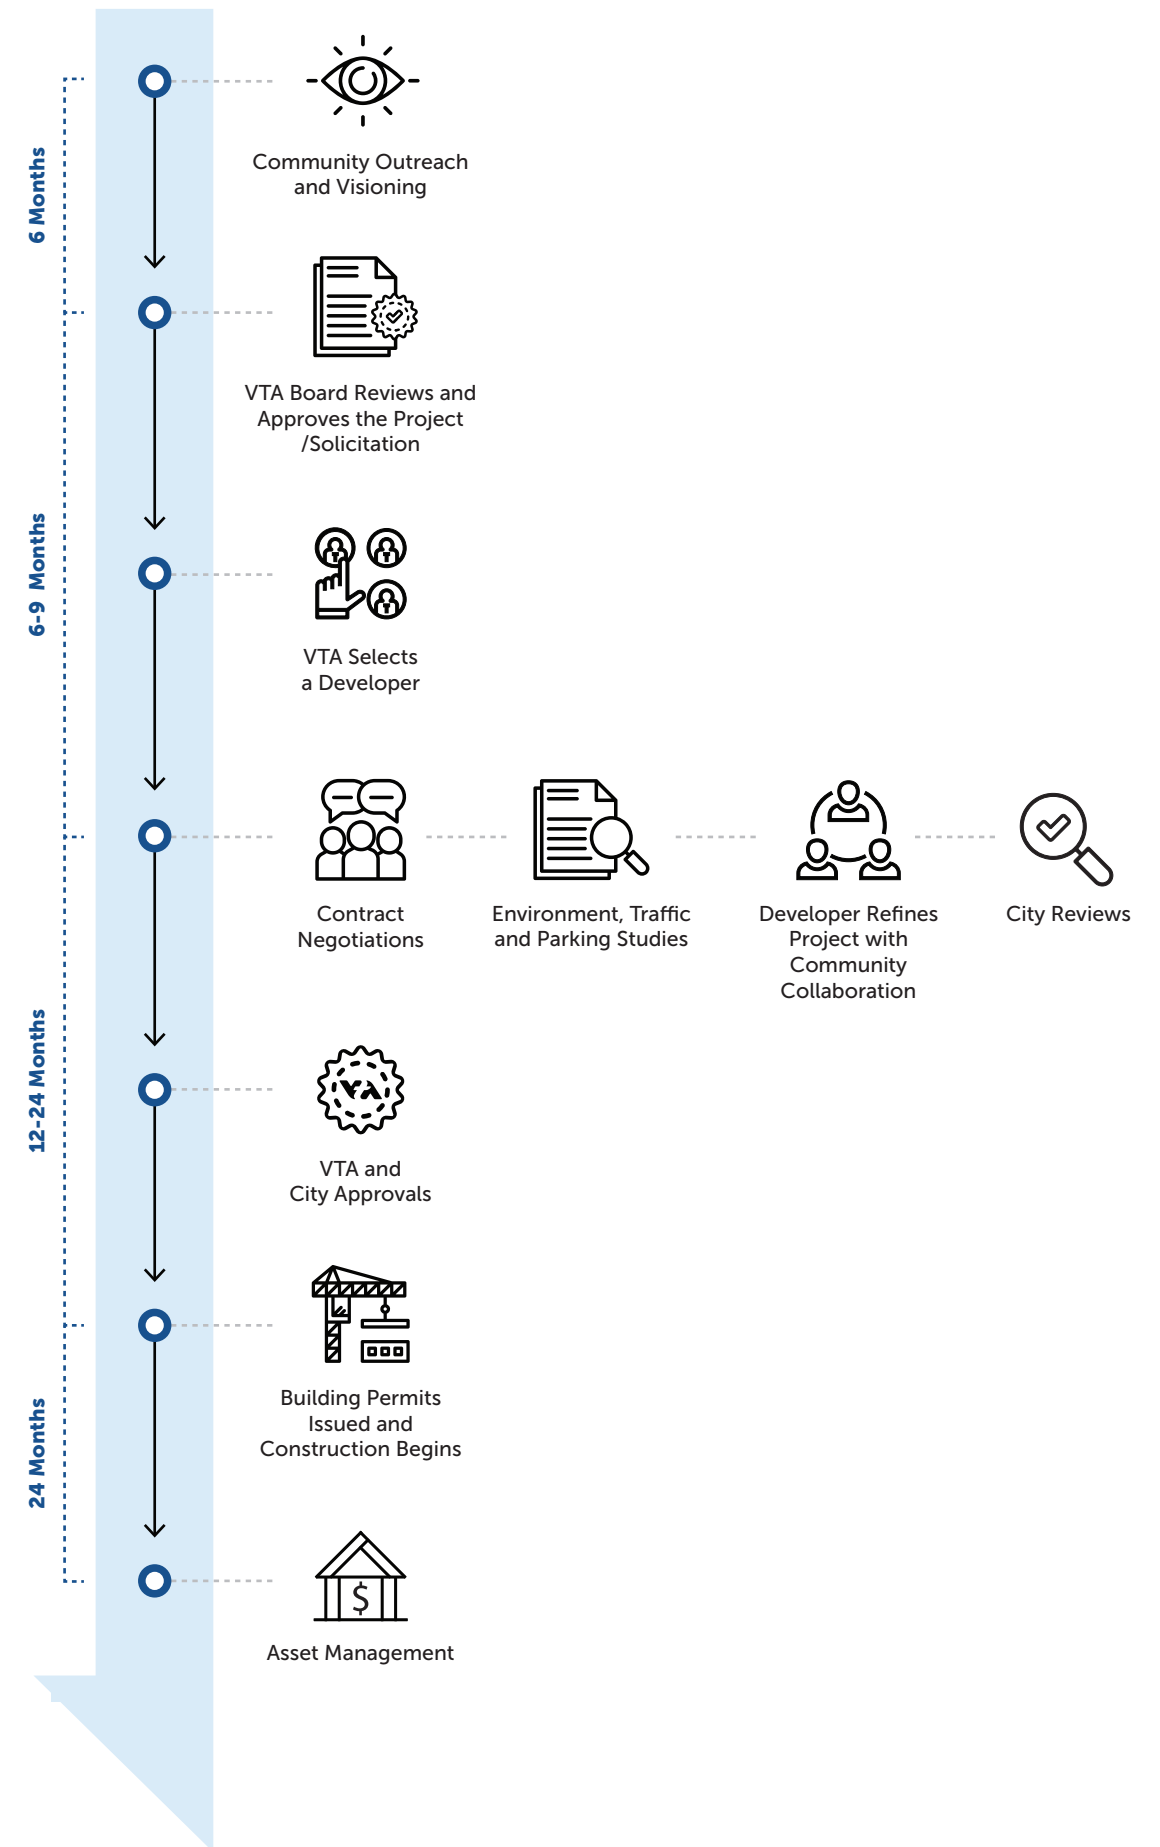 6 Months
Community Outreach
and Visioning
VTA Board Reviews and
Approves the Project
/Solicitation
6-9 Months
VTA Selects
a Developer
Contract
Negotiations
Environment, Traffic
and Parking Studies
Developer Refines
Project with
Community
Collaboration
City Reviews
12-24 Months
VTA
VTA and
City Approvals
Building Permits
Issued and
Construction Begins
24 Months
$
Asset Management